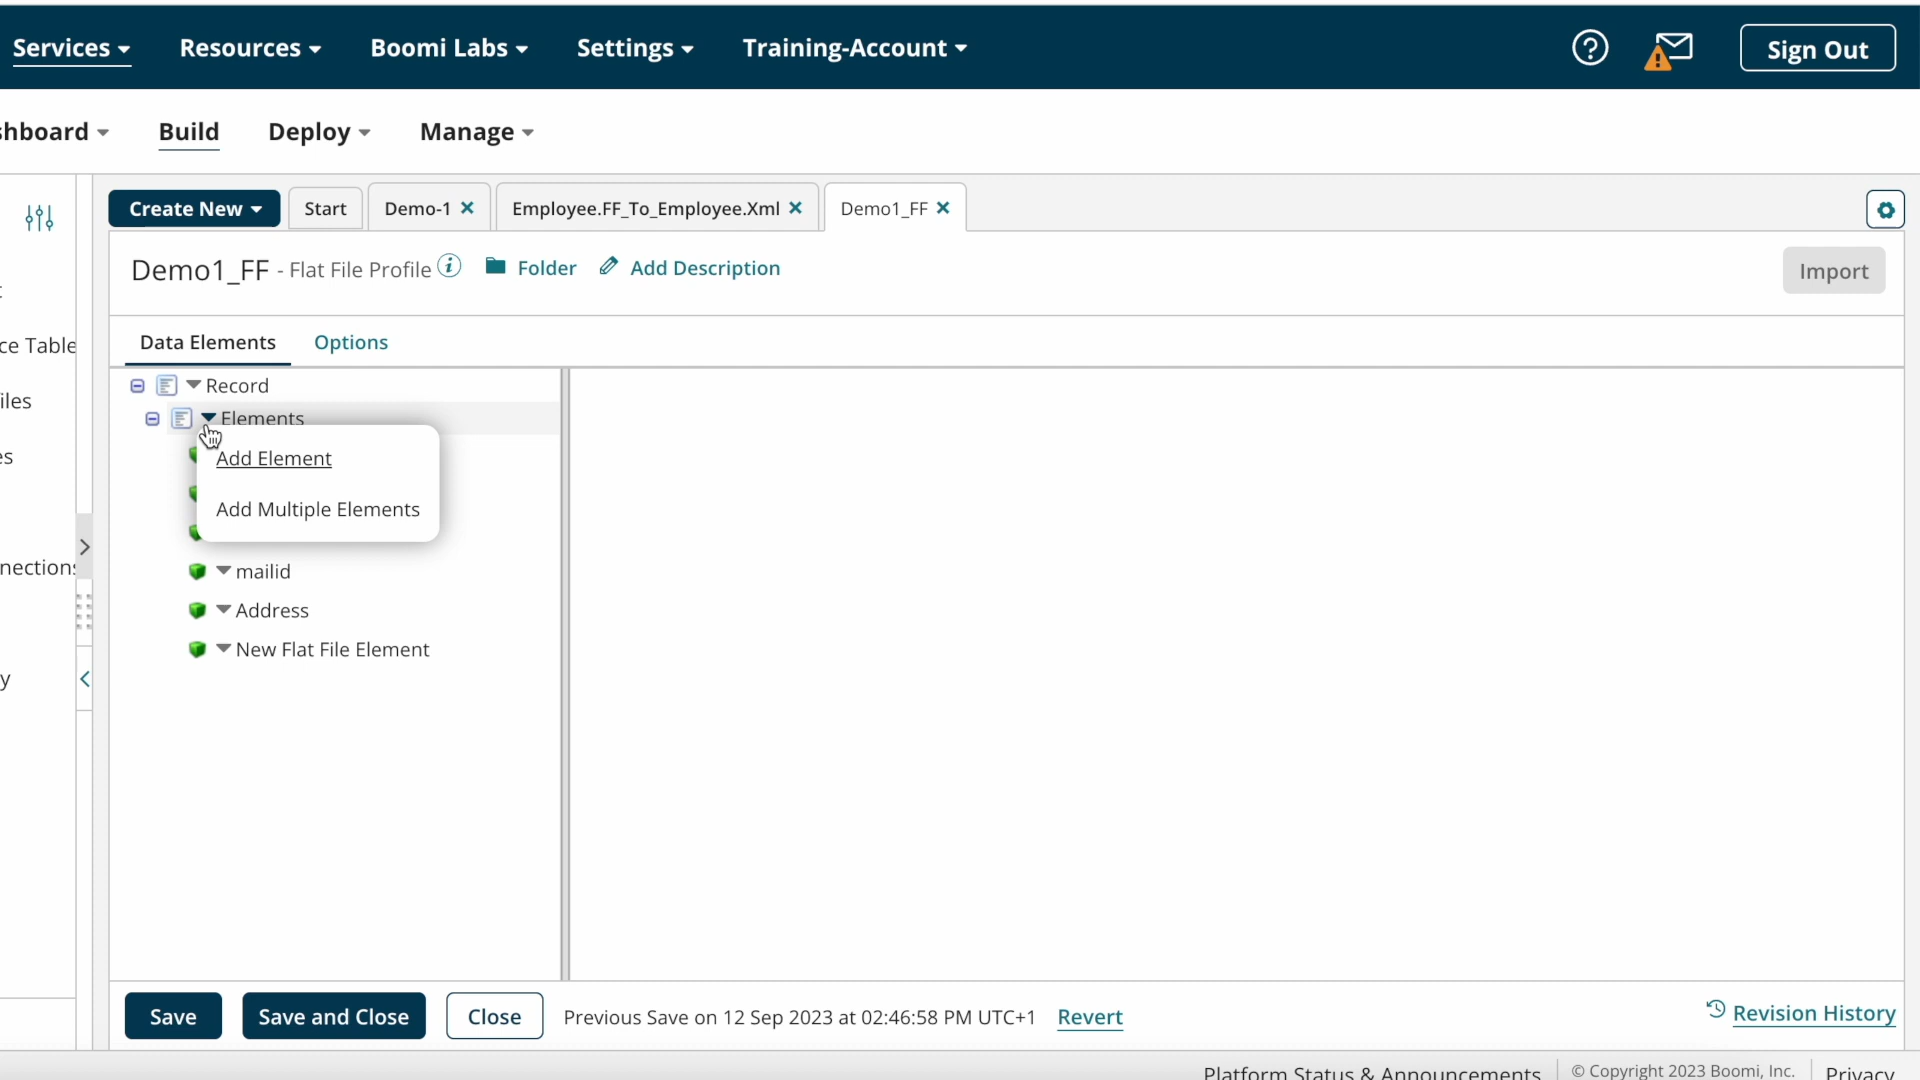 Services Resources Boomi Labs Settings Training-Account Sign Out
shboard Build Deploy Manage
Create New Start Demo-1 Employee.FF_To_Employee.Xml Demo1_FF
Demo1_FF - Flat File Profile Folder Add Description Import
ce Table
Data Elements Options
Record
iles
Elements
es
Add Element
Add Multiple Elements
nections
mailid
Address
New Flat File Element
y
Save Save and Close Close Previous Save on 12 Sep 2023 at 02:46:58 PM UTC+1 Revert Revision History
Platform Status & Announcements © Copyright 2023 Boomi, Inc. Privacy